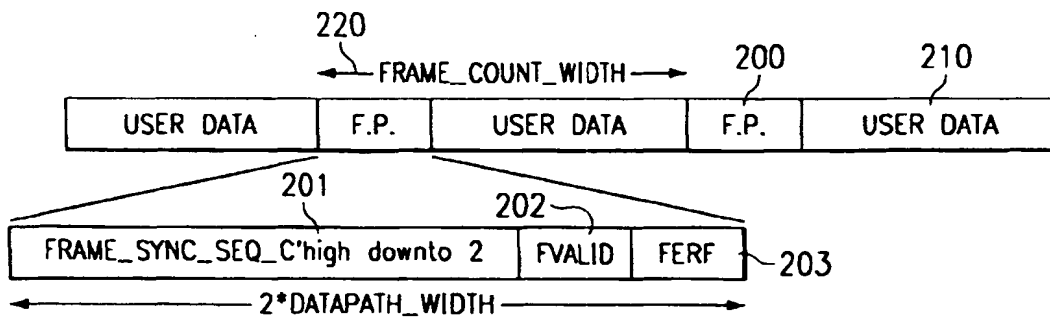 220
FRAME_COUNT_WIDTH
200
210
USER DATA F.P. USER DATA F.P. USER DATA
201
202
FRAME_SYNC_SEQ_C'high downto 2 FVALID FERF 203
2*DATAPATH_WIDTH